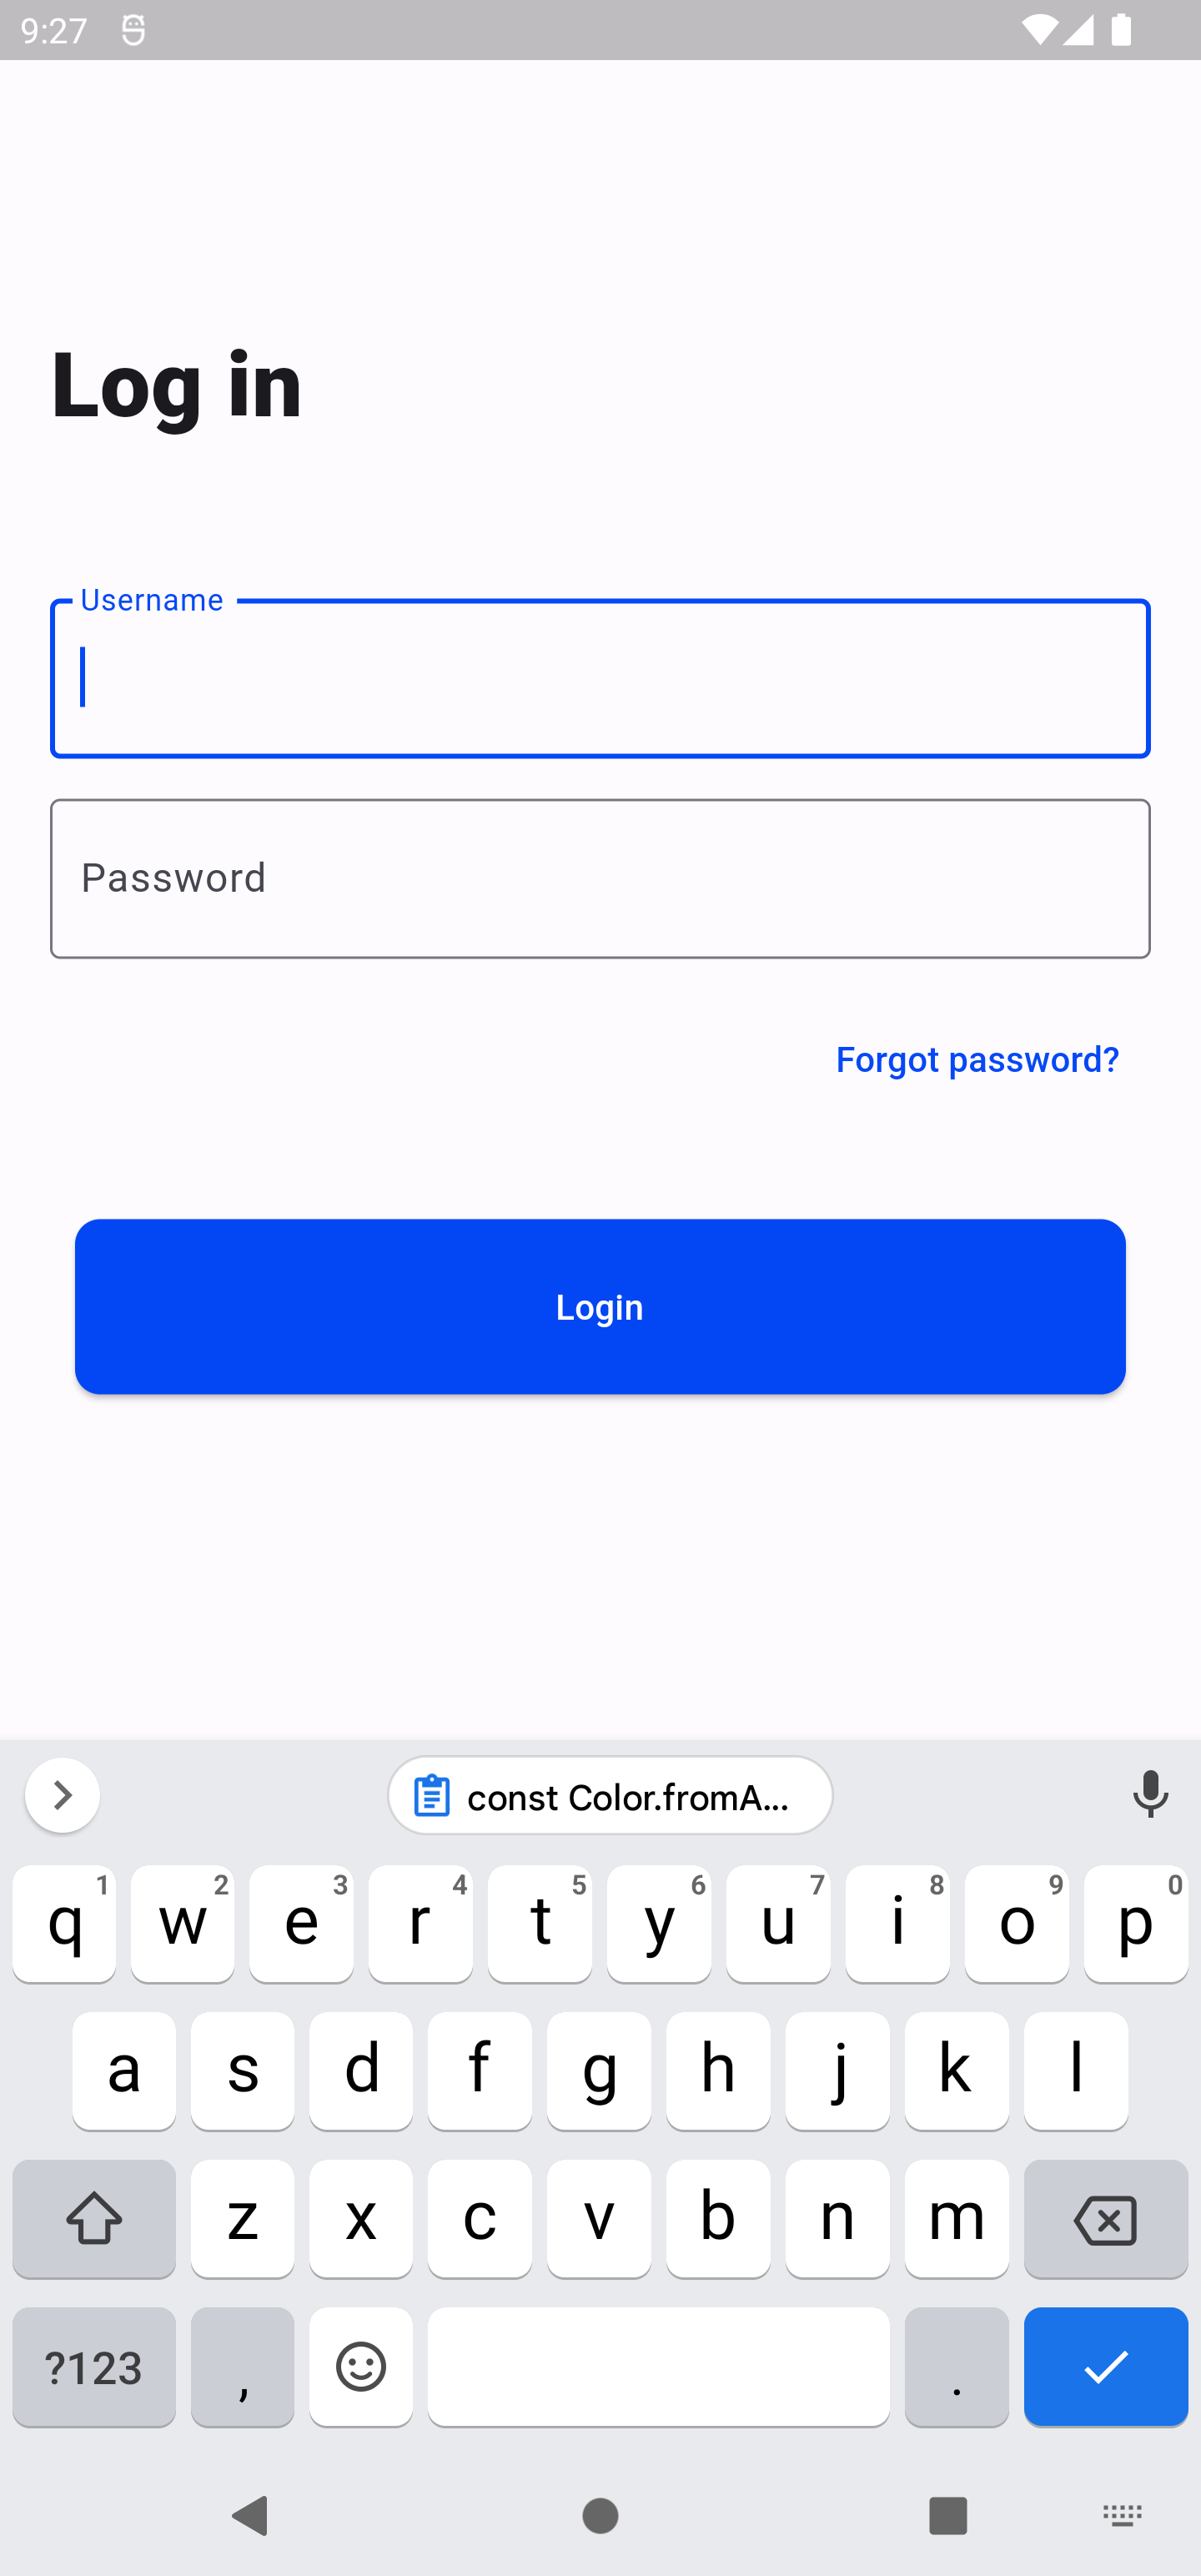 9:27
Log in
Username
Password
Forgot password?
Login
const Color.fromA...
1 2 3 4 5 6 7 8 9 0
q w e r t y u i o p
a s d f g h j k l
z x c v b n m
?123 , .